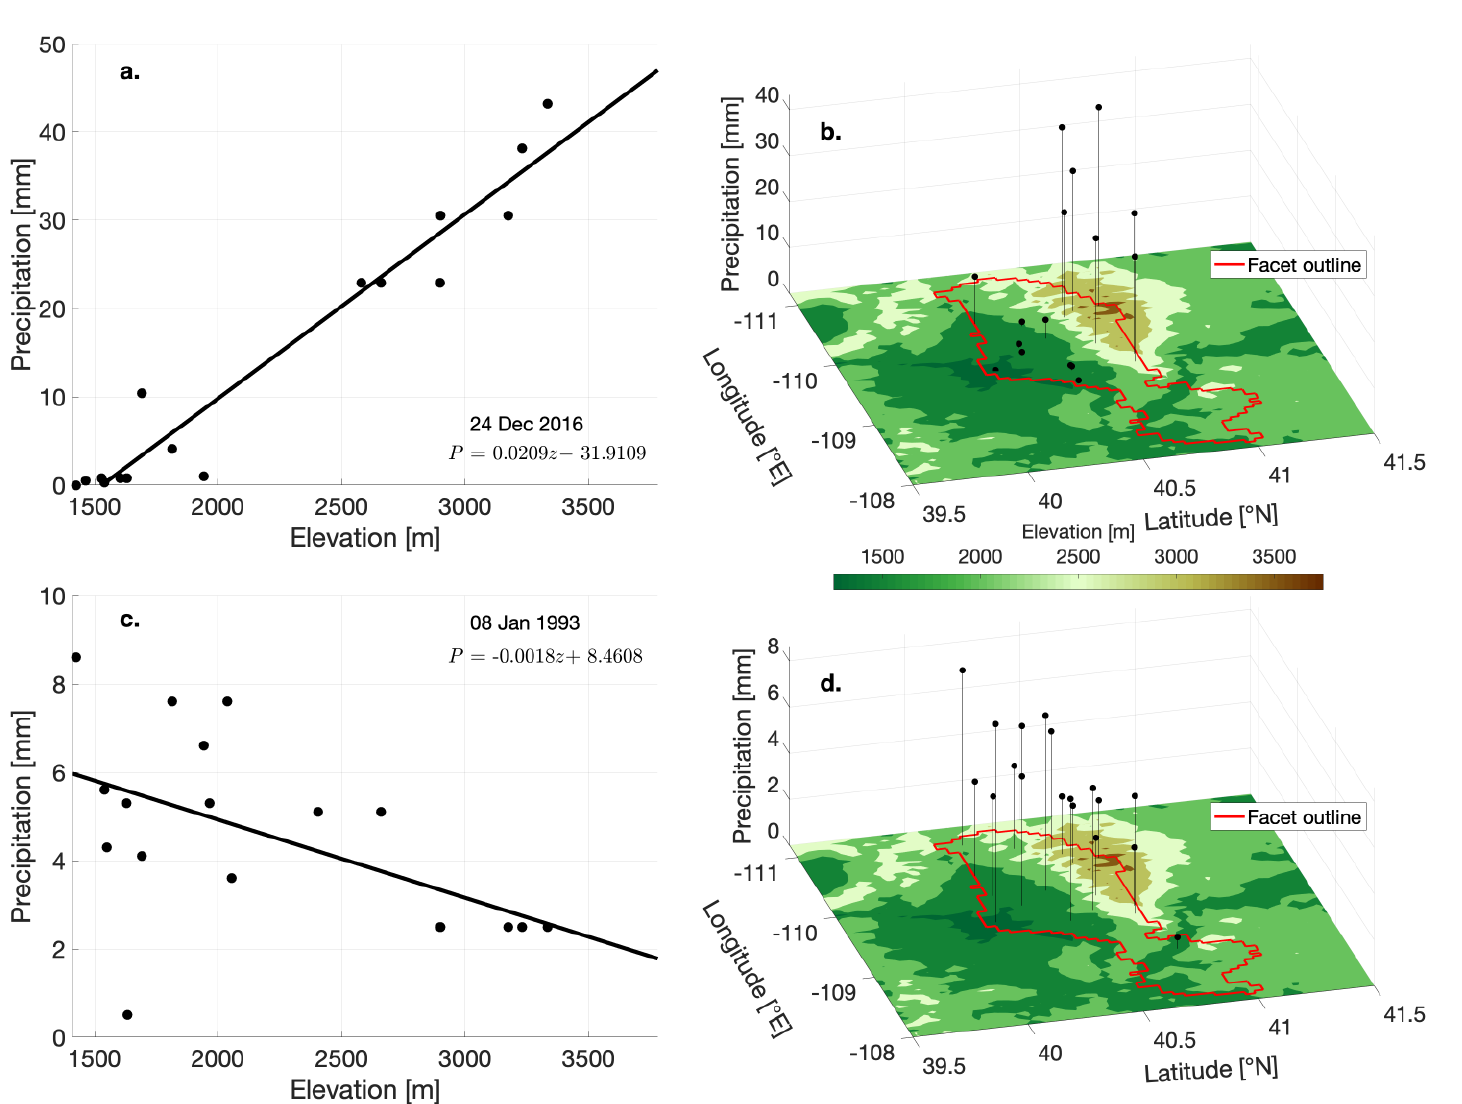 a.
50
40
30
20
10
0
Precipitation [mm]
24 Dec 2016
P = 0.0209z− 31.9109
1500 2000 2500 3000 3500
Elevation [m]
b.
40
30
20
10
0
Precipitation [mm]
Facet outline
-111
-110
-109
-108
Longitude [°E]
39.5
40
40.5
41
41.5
Latitude [°N]
Elevation [m]
1500 2000 2500 3000 3500
c.
10
8
6
4
2
0
Precipitation [mm]
08 Jan 1993
P = -0.0018z+ 8.4608
1500 2000 2500 3000 3500
Elevation [m]
d.
8
6
4
2
0
Precipitation [mm]
Facet outline
-111
-110
-109
-108
Longitude [°E]
39.5
40
40.5
41
41.5
Latitude [°N]